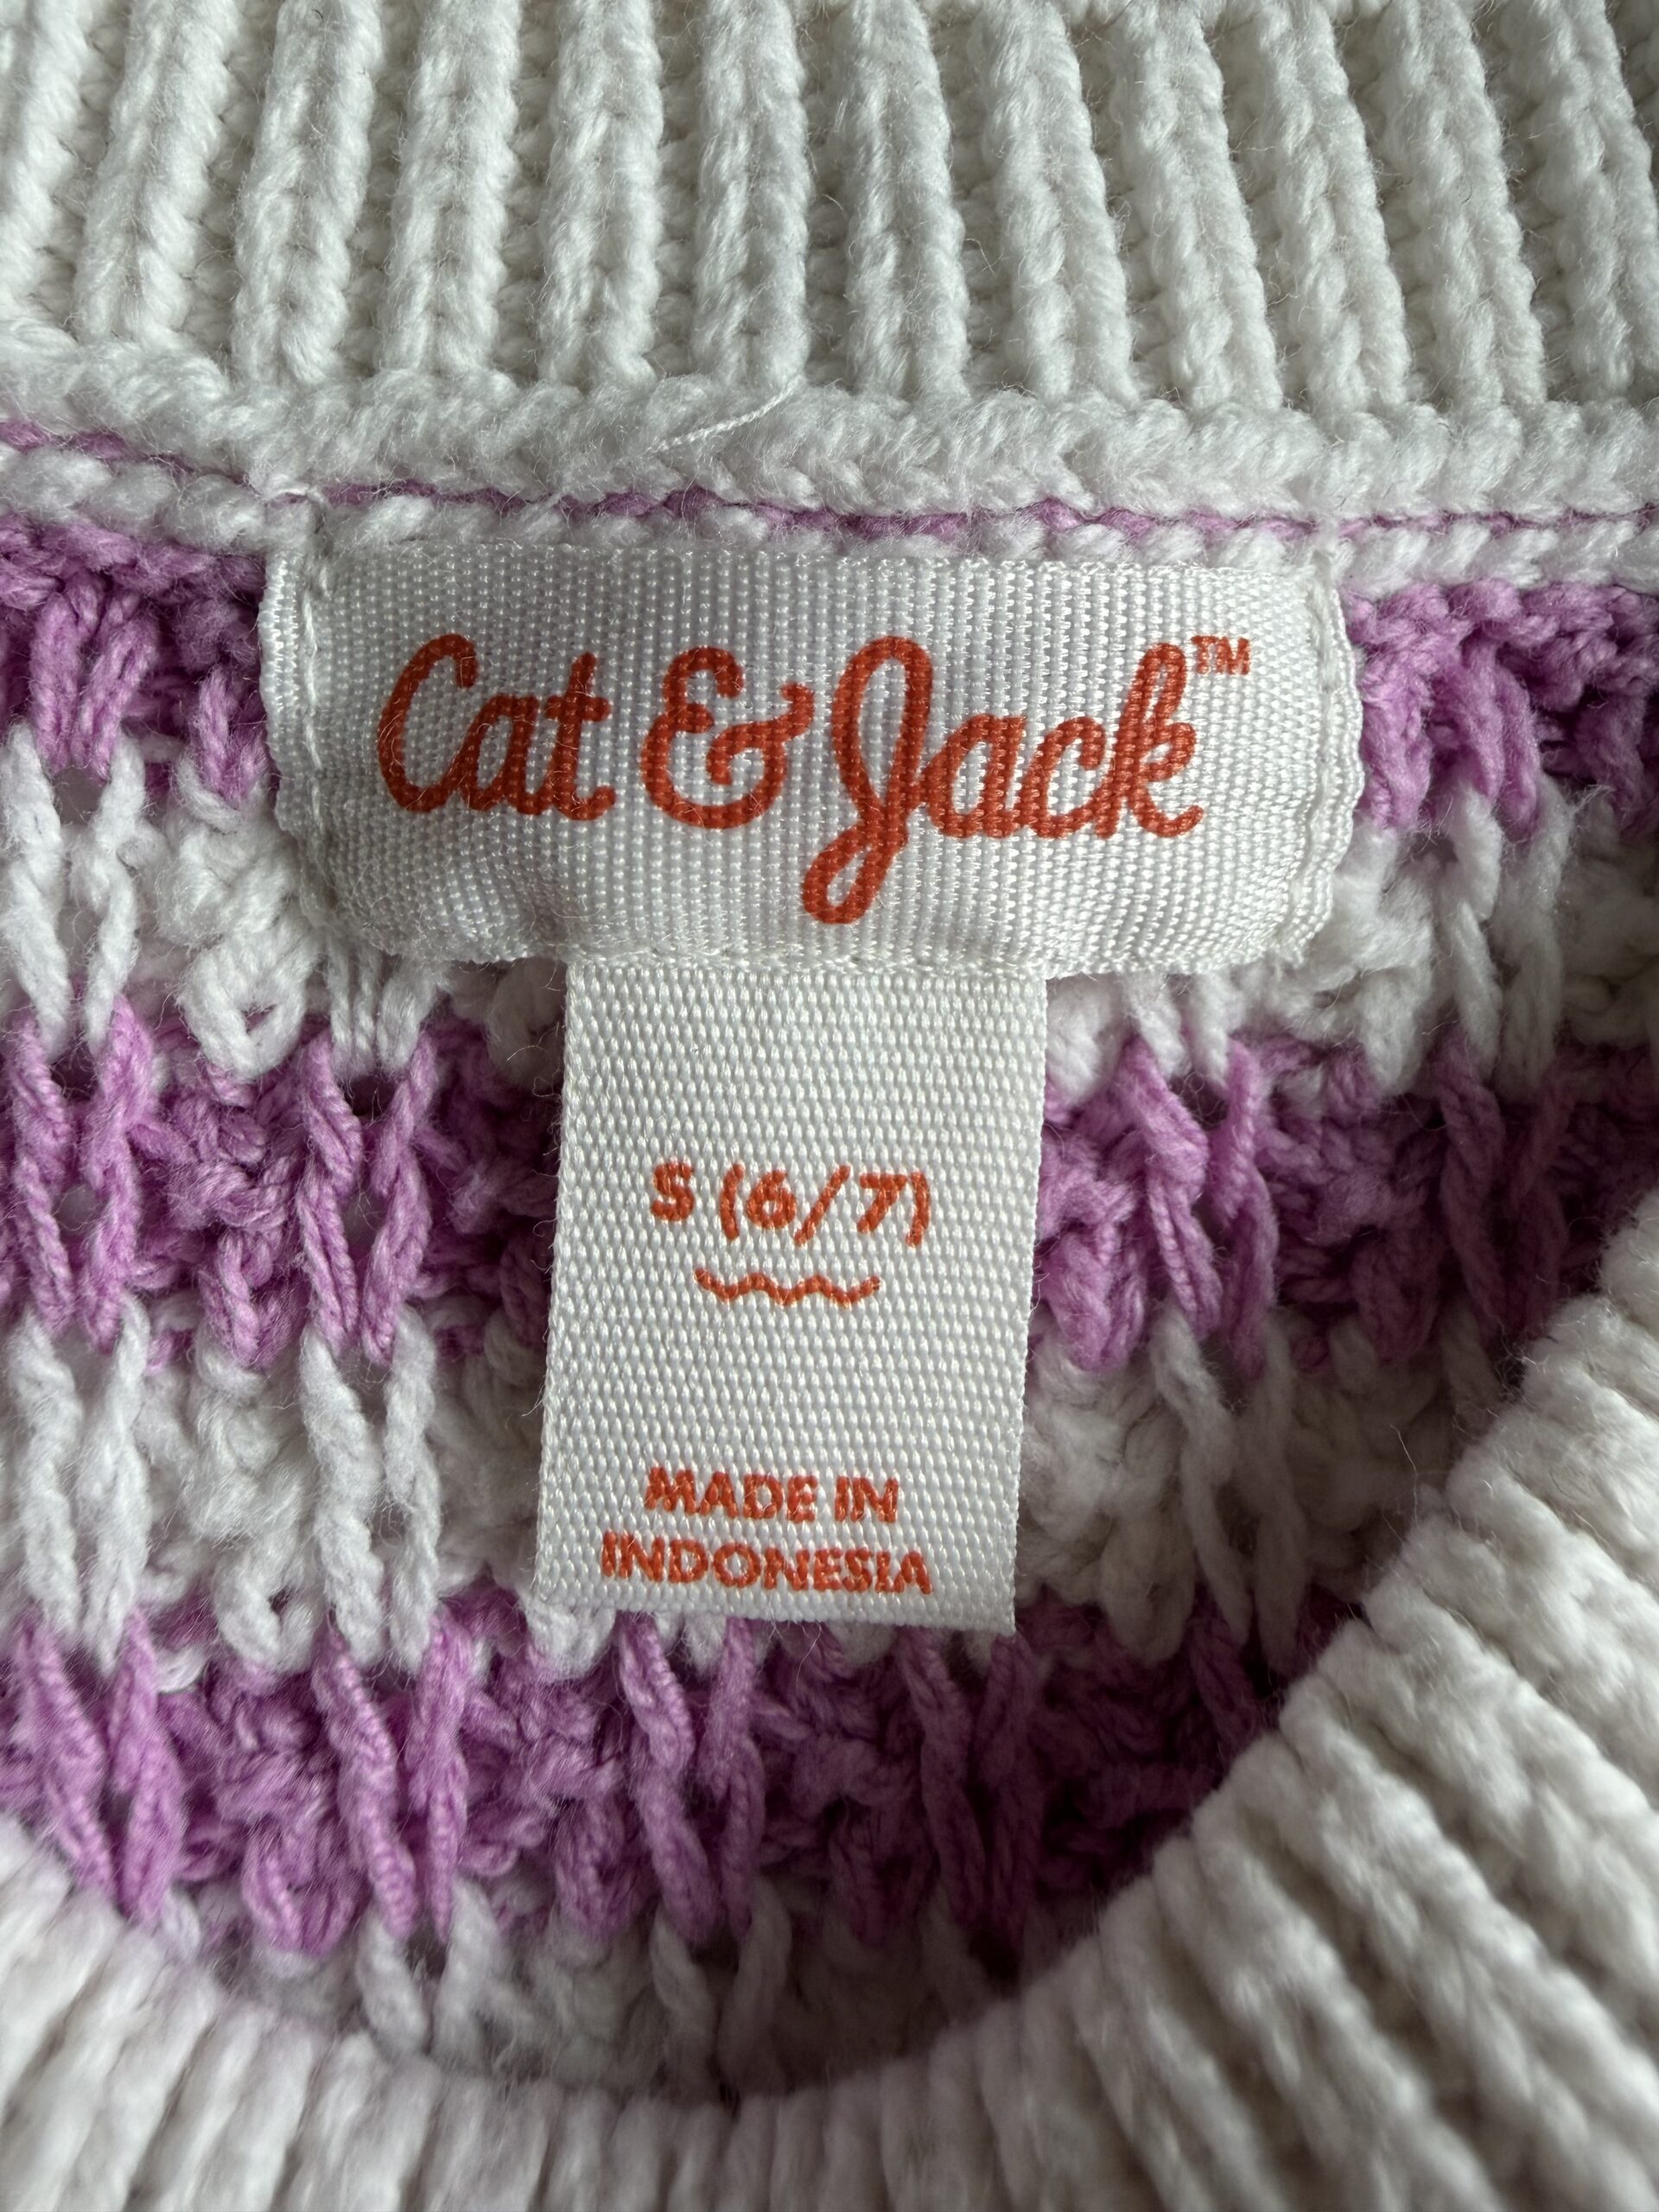 Cat & Jack™
S (6/7)
MADE IN
INDONESIA